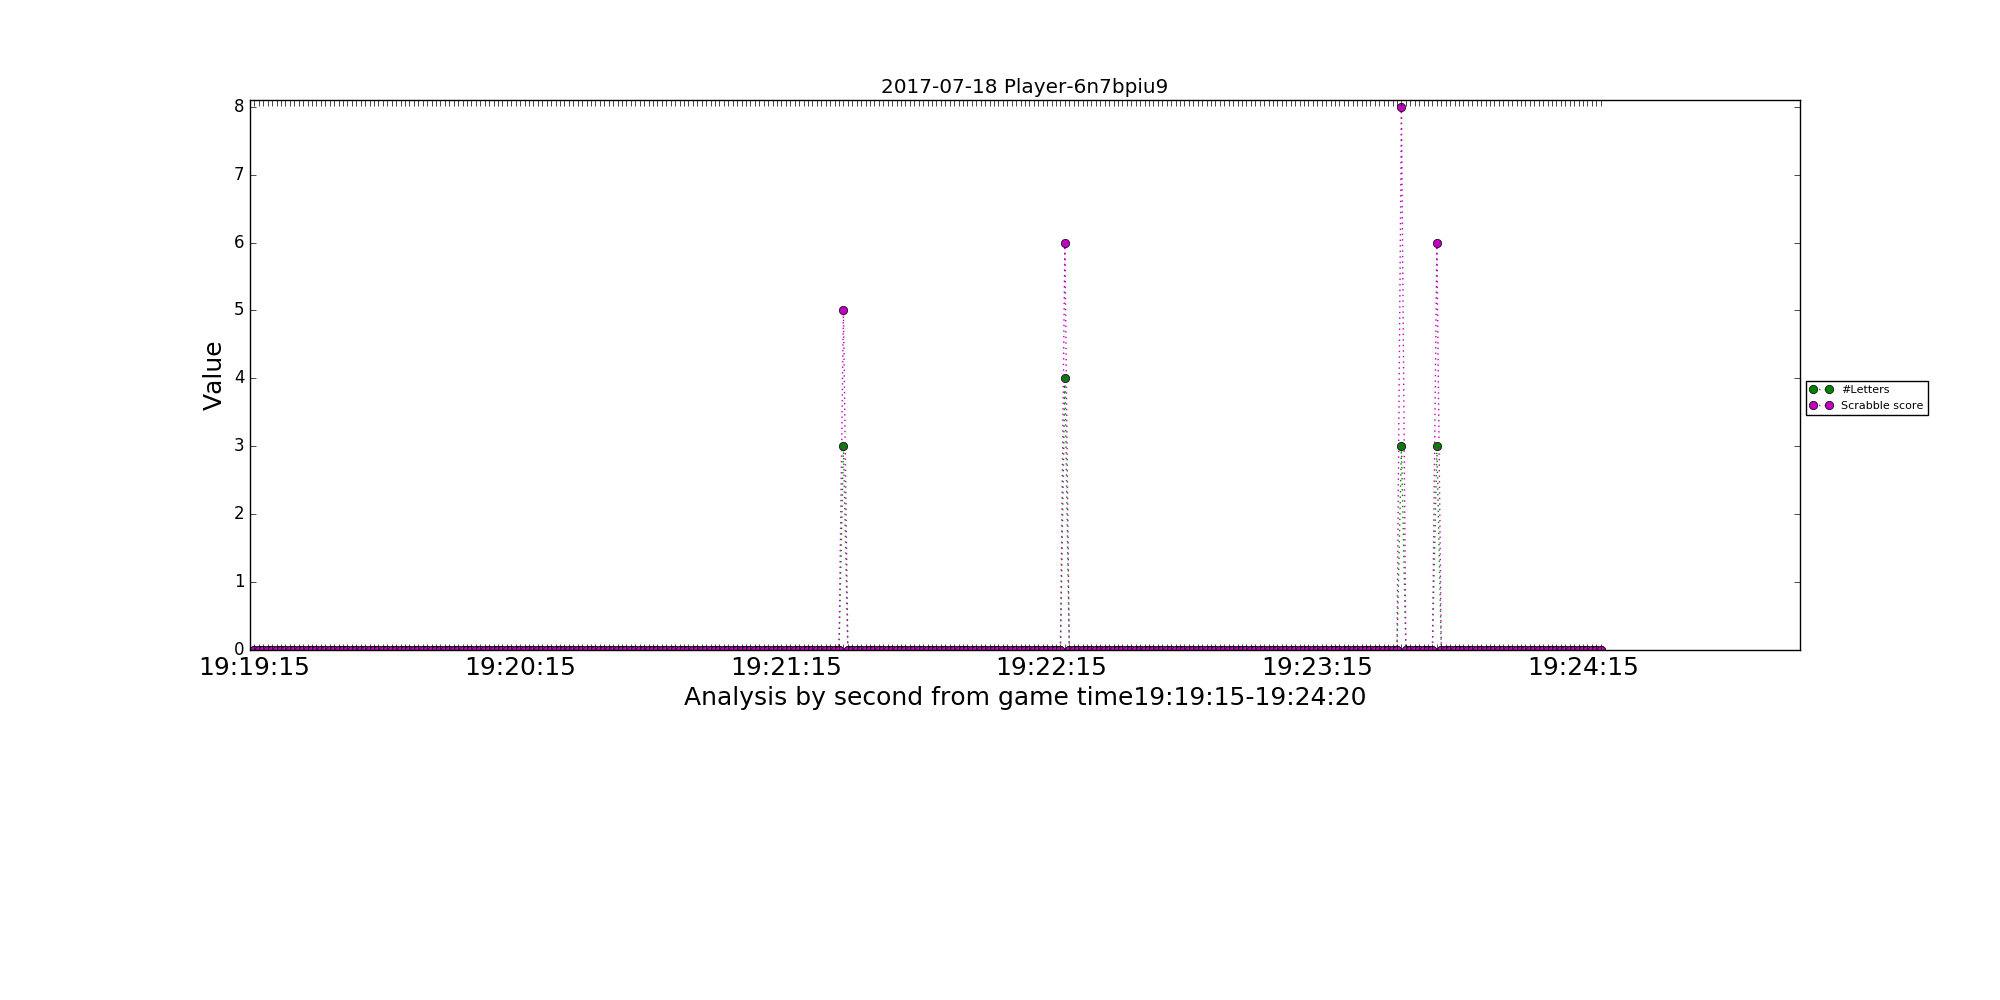 2017-07-18 Player-6n7bpiu9
8
7
6
5
4
3
2
1
0
Value
19:19:15 19:20:15 19:21:15 19:22:15 19:23:15 19:24:15
Analysis by second from game time19:19:15-19:24:20
#Letters
Scrabble score